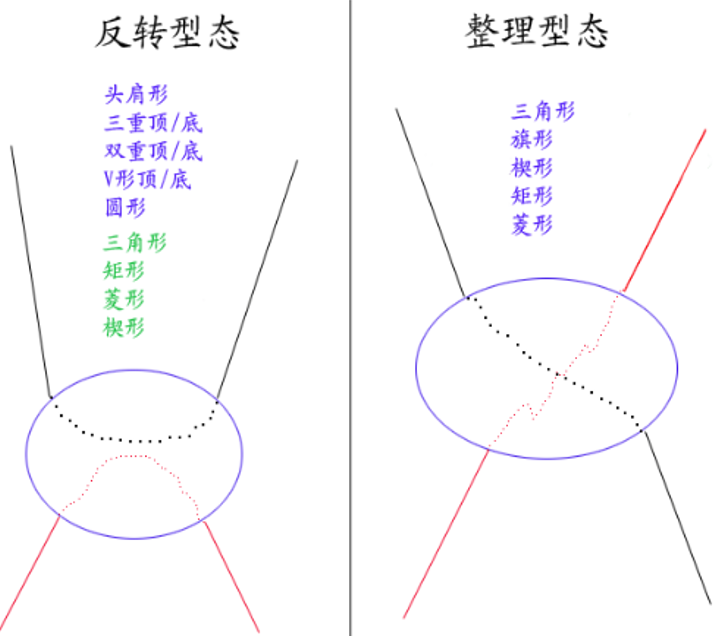 反转型态
头肩形
三重顶/底
双重顶/底
V形顶/底
圆形
三角形
矩形
菱形
楔形
整理型态
三角形
旗形
楔形
矩形
菱形